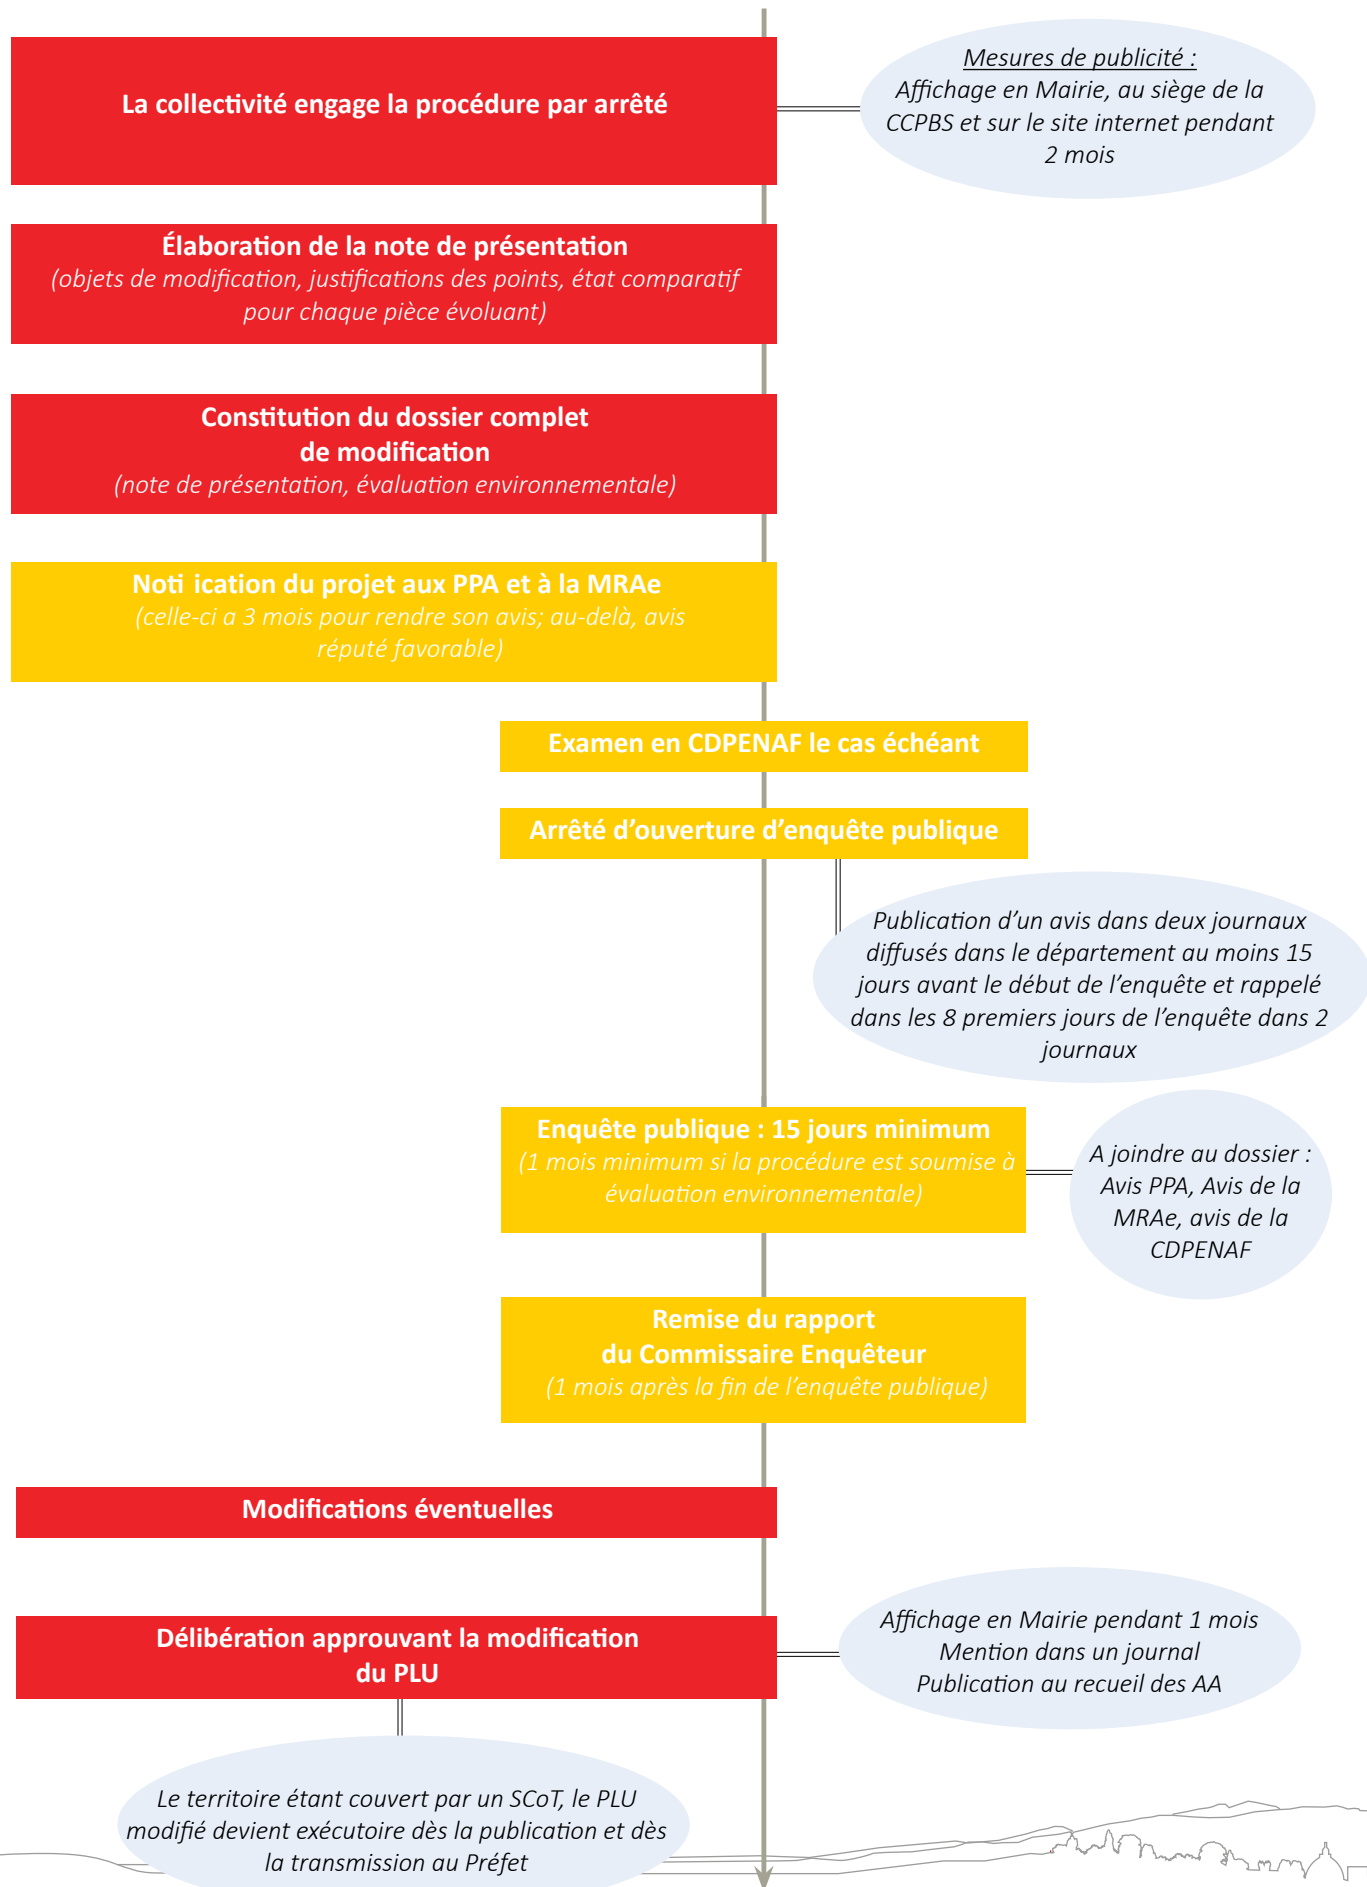 La collectivité engage la procédure par arrêté
Mesures de publicité :
Affichage en Mairie, au siège de la
CCPBS et sur le site internet pendant
2 mois
Élaboration de la note de présentation
(objets de modification, justifications des points, état comparatif
pour chaque pièce évoluant)
Constitution du dossier complet
de modification
(note de présentation, évaluation environnementale)
Noti ication du projet aux PPA et à la MRAe
(celle-ci a 3 mois pour rendre son avis; au-delà, avis
réputé favorable)
Examen en CDPENAF le cas échéant
Arrêté d’ouverture d’enquête publique
Publication d’un avis dans deux journaux
diffusés dans le département au moins 15
jours avant le début de l’enquête et rappelé
dans les 8 premiers jours de l’enquête dans 2
journaux
Enquête publique : 15 jours minimum
(1 mois minimum si la procédure est soumise à
évaluation environnementale)
A joindre au dossier :
Avis PPA, Avis de la
MRAe, avis de la
CDPENAF
Remise du rapport
du Commissaire Enquêteur
(1 mois après la fin de l’enquête publique)
Modifications éventuelles
Délibération approuvant la modification
du PLU
Affichage en Mairie pendant 1 mois
Mention dans un journal
Publication au recueil des AA
Le territoire étant couvert par un SCoT, le PLU
modifié devient exécutoire dès la publication et dès
la transmission au Préfet